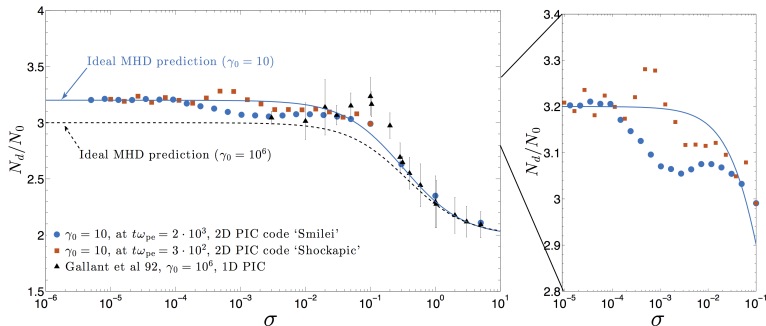 4
3.5
3
2.5
2
1.5
N_d/N_0
Ideal MHD prediction (γ_0 = 10)
Ideal MHD prediction (γ_0 = 10^6)
γ_0 = 10, at tω_pe = 2 · 10^3, 2D PIC code ‘Smilei’
γ_0 = 10, at tω_pe = 3 · 10^2, 2D PIC code ‘Shockapic’
Gallant et al 92, γ_0 = 10^6, 1D PIC
10^-6 10^-5 10^-4 10^-3 10^-2 10^-1 10^0 10^1
σ
3.4
3.3
3.2
3.1
3
2.9
2.8
N_d/N_0
10^-5 10^-4 10^-3 10^-2 10^-1
σ